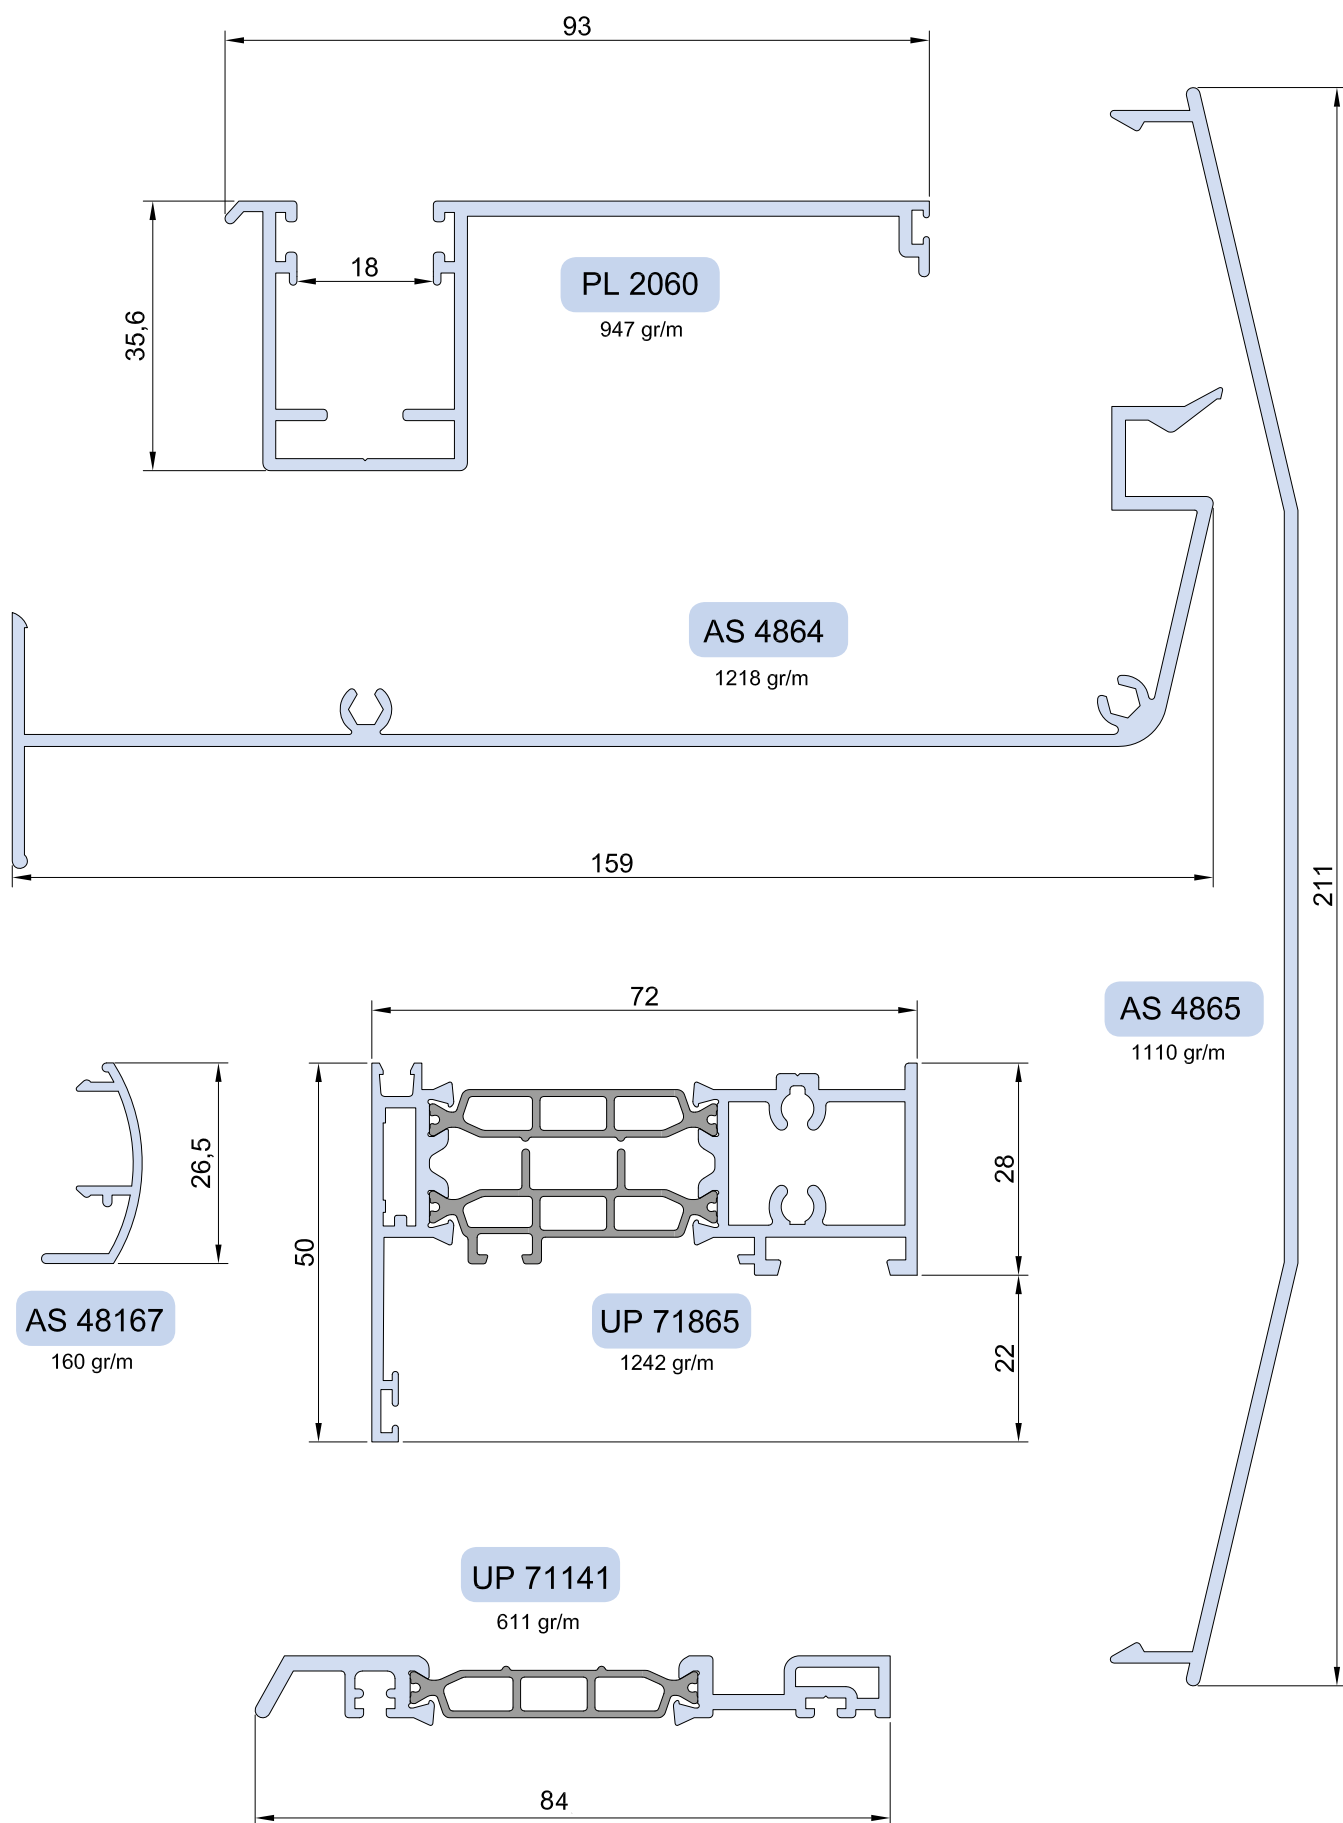 93
18
35,6
PL 2060
947 gr/m
AS 4864
1218 gr/m
159
211
72
AS 4865
1110 gr/m
26,5
28
50
AS 48167
160 gr/m
UP 71865
1242 gr/m
22
UP 71141
611 gr/m
84